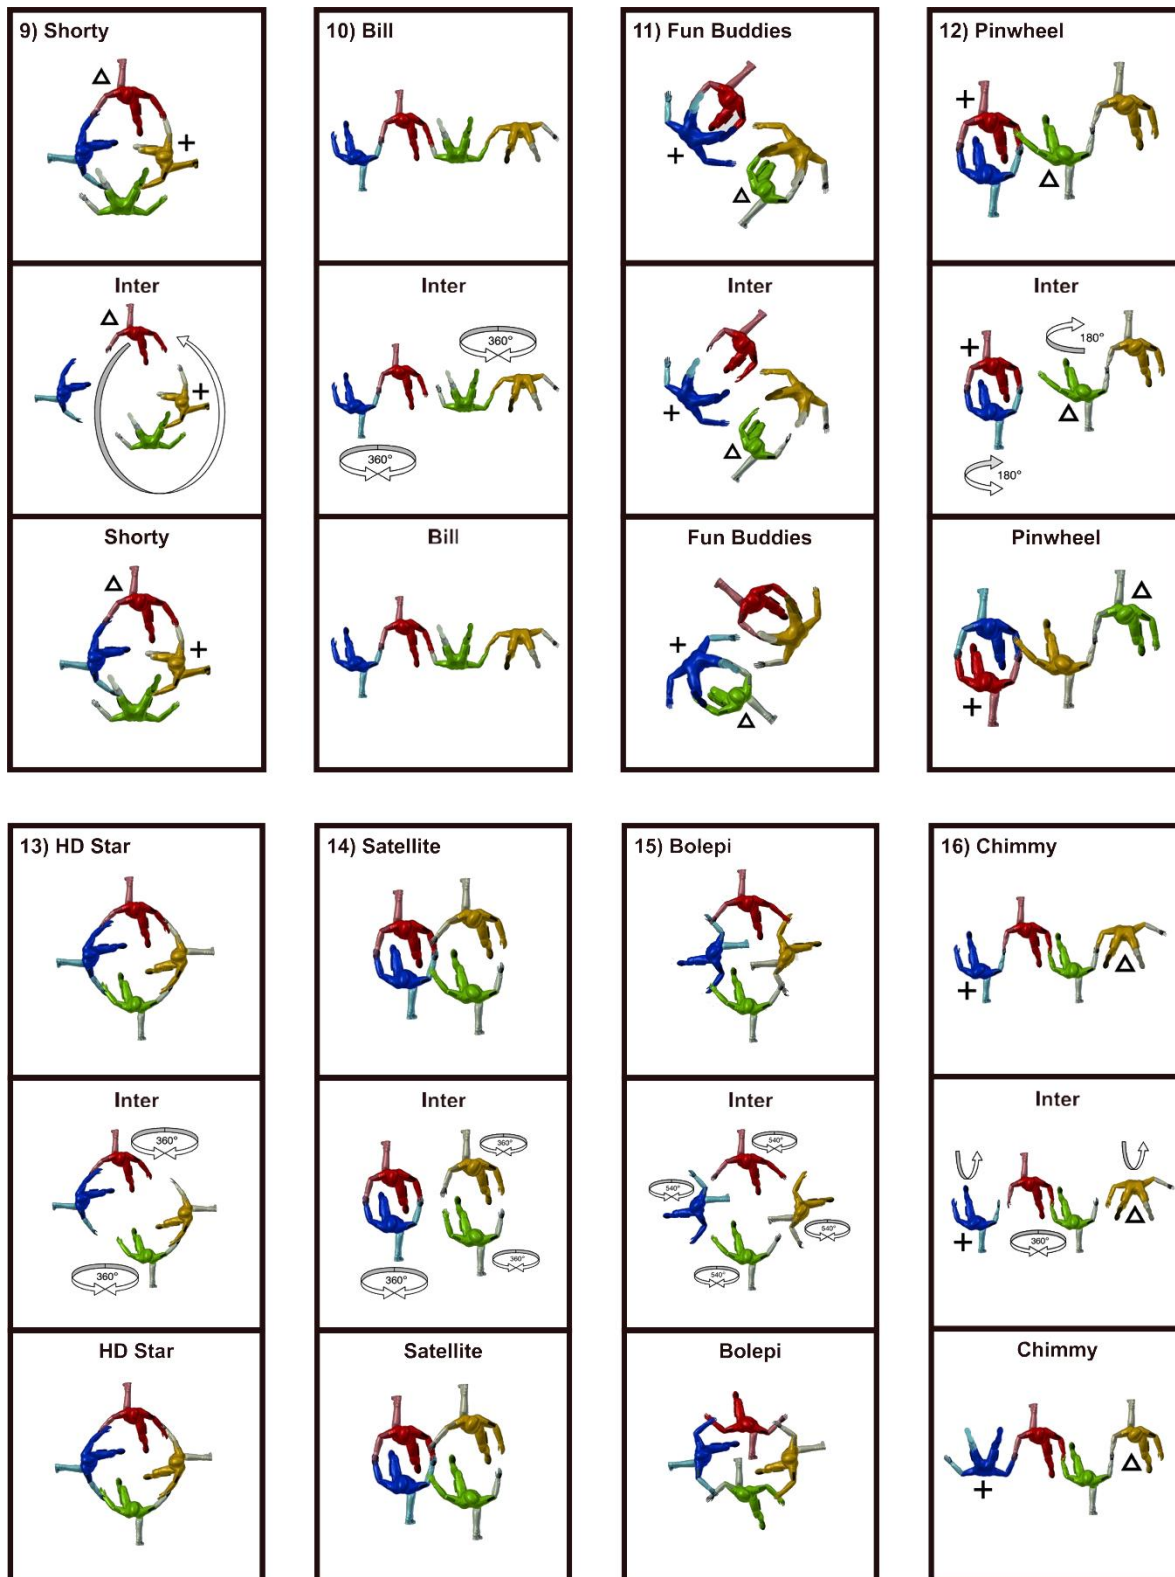 9) Shorty
10) Bill
11) Fun Buddies
12) Pinwheel
Δ
+
+
Δ
+
Δ
Inter
Inter
Inter
Inter
Δ
+
360°
360°
+
Δ
+
180°
Δ
180°
Shorty
Bill
Fun Buddies
Pinwheel
Δ
+
+
Δ
Δ
+
13) HD Star
14) Satellite
15) Bolepi
16) Chimmy
+
Δ
Inter
Inter
Inter
Inter
360°
360°
360°
360°
360°
540°
540°
540°
540°
+
360°
Δ
HD Star
Satellite
Bolepi
Chimmy
+
Δ